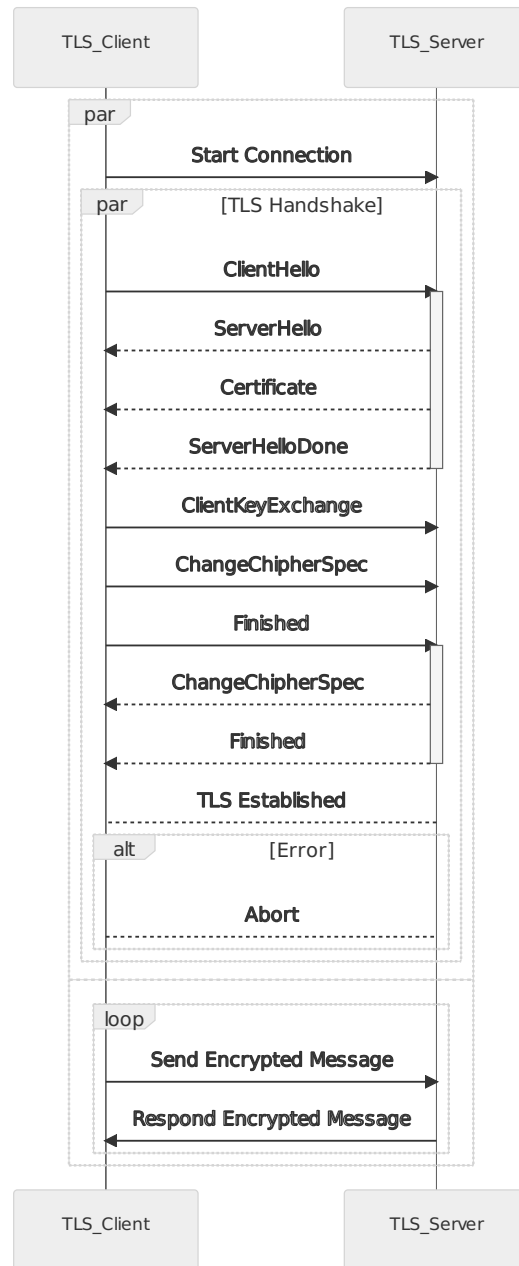 TLS_Client
TLS_Server
par
Start Connection
par
[TLS Handshake]
ClientHello
ServerHello
Certificate
ServerHelloDone
ClientKeyExchange
ChangeChipherSpec
Finished
ChangeChipherSpec
Finished
TLS Established
alt
[Error]
Abort
loop
Send Encrypted Message
Respond Encrypted Message
TLS_Client
TLS_Server